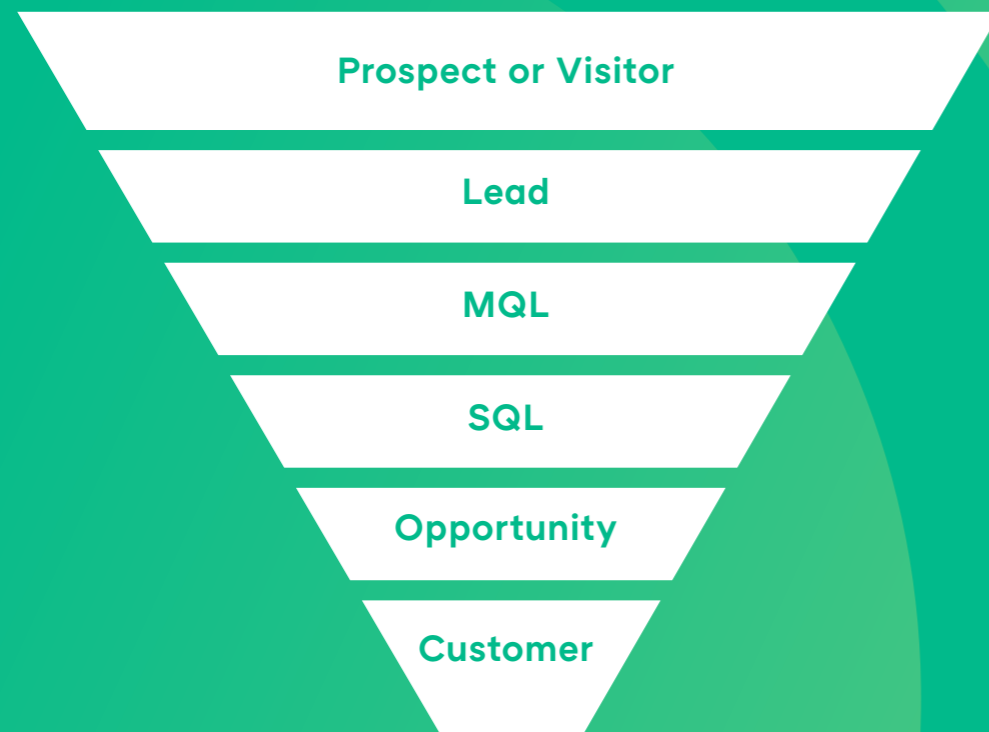 Prospect or Visitor
Lead
MQL
SQL
Opportunity
Customer